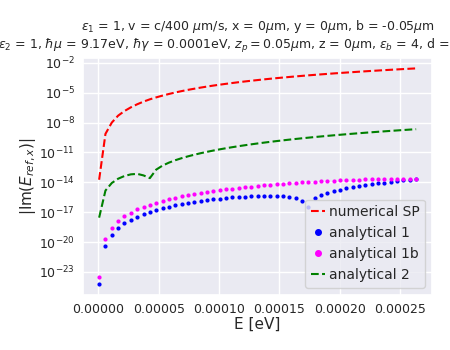 ε₁ = 1, v = c/400 μm/s, x = 0μm, y = 0μm, b = -0.05μm
ε₂ = 1, ℏμ = 9.17eV, ℏγ = 0.0001eV, zₚ = 0.05μm, z = 0μm, ε_b = 4, d =
|Im(E_{ref,x})|
10⁻²
10⁻⁵
10⁻⁸
10⁻¹¹
10⁻¹⁴
10⁻¹⁷
10⁻²⁰
10⁻²³
numerical SP
analytical 1
analytical 1b
analytical 2
0.00000 0.00005 0.00010 0.00015 0.00020 0.00025
E [eV]